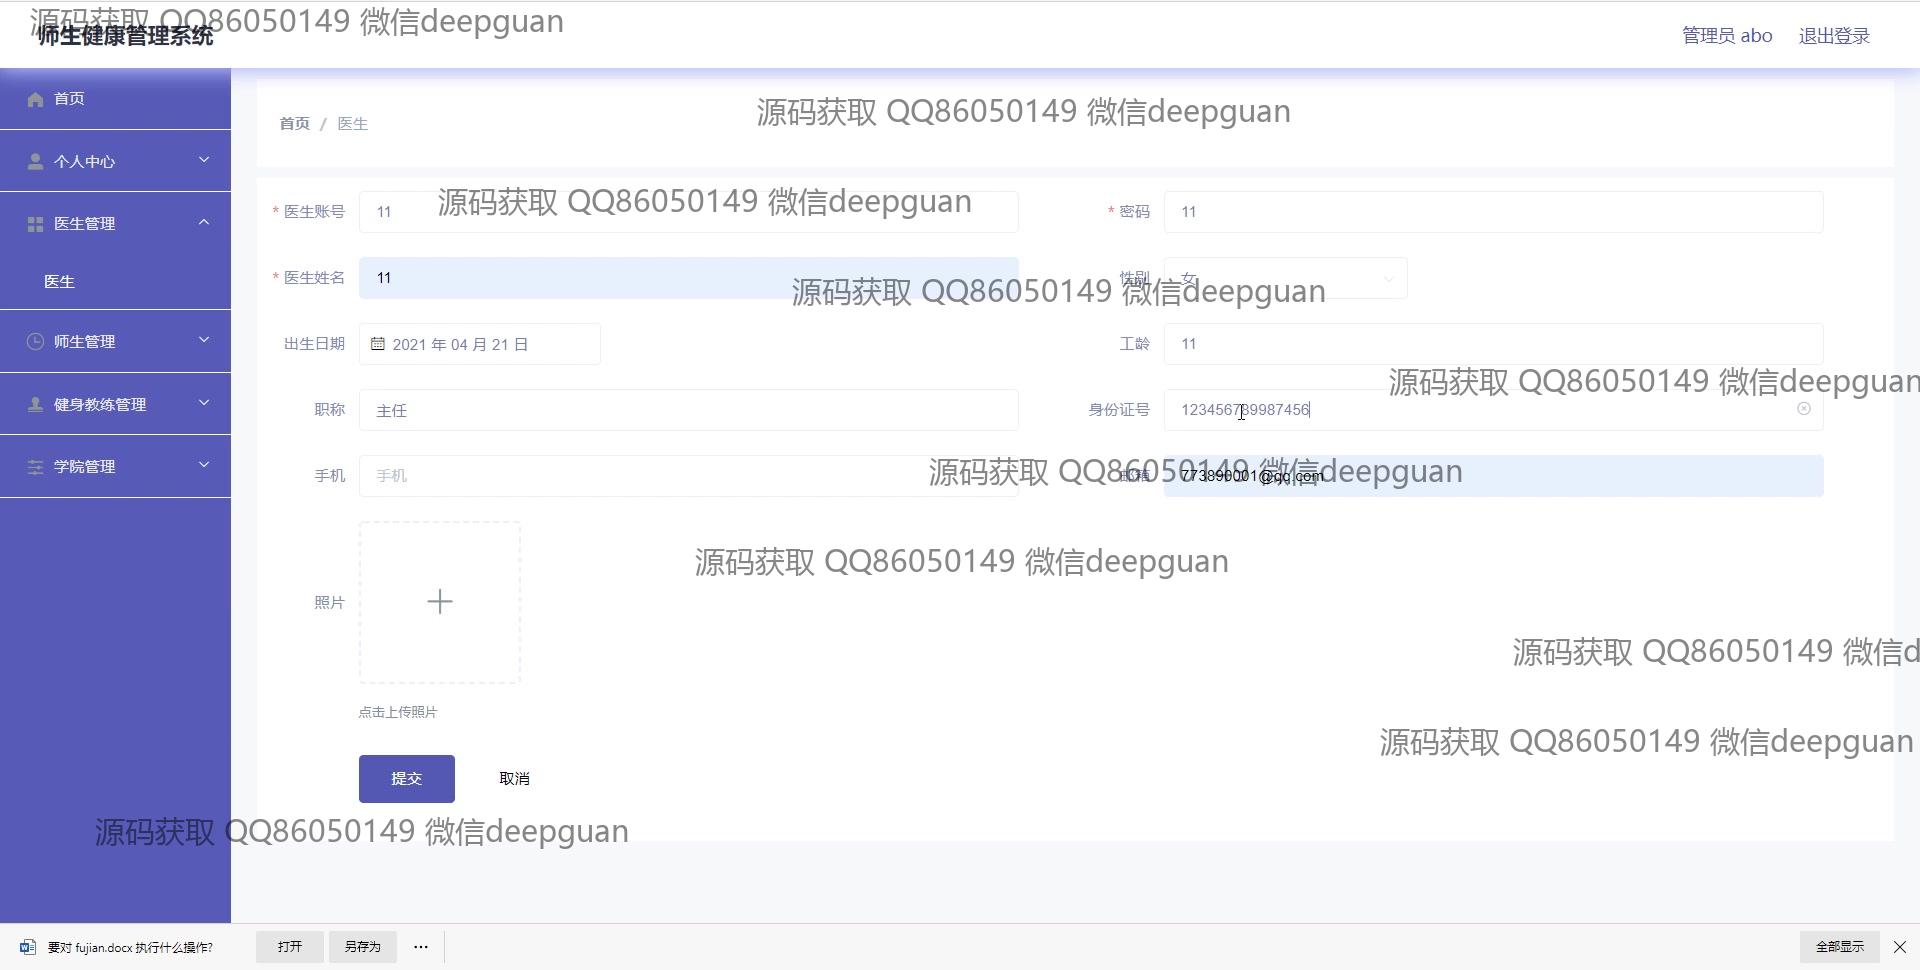 源码获取 QQ86050149 微信deepguan
师生健康管理系统
管理员 abo
退出登录
首页
个人中心
医生管理
医生
师生管理
健身教练管理
学院管理
首页 / 医生
源码获取 QQ86050149 微信deepguan
* 医生账号
11
源码获取 QQ86050149 微信deepguan
* 密码
11
* 医生姓名
11
性别
女
源码获取 QQ86050149 微信deepguan
出生日期
2021 年 04 月 21 日
工龄
11
源码获取 QQ86050149 微信deepguan
职称
主任
身份证号
123456789987456
手机
手机
邮箱
773890001@qq.com
源码获取 QQ86050149 微信deepguan
源码获取 QQ86050149 微信deepguan
照片
源码获取 QQ86050149 微信d
点击上传照片
源码获取 QQ86050149 微信deepguan
提交
取消
源码获取 QQ86050149 微信deepguan
要对 fujian.docx 执行什么操作?
打开
另存为
...
全部显示